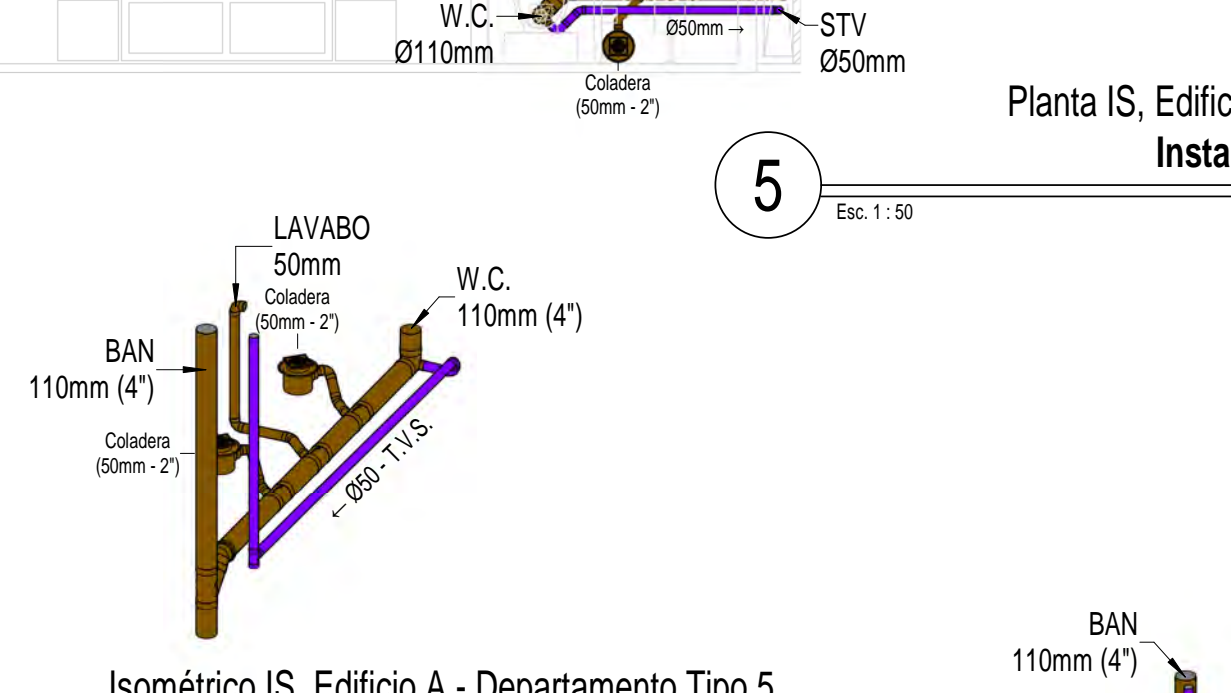 W.C.
Ø110mm
Ø50mm →
STV
Ø50mm
Coladera
(50mm - 2")
Planta IS, Edific
Insta
5
Esc. 1 : 50
LAVABO
50mm
Coladera
(50mm - 2")
W.C.
110mm (4")
BAN
110mm (4")
Coladera
(50mm - 2")
← Ø50 - T.V.S.
Isométrico IS, Edificio A - Departamento Tipo 5
BAN
110mm (4")